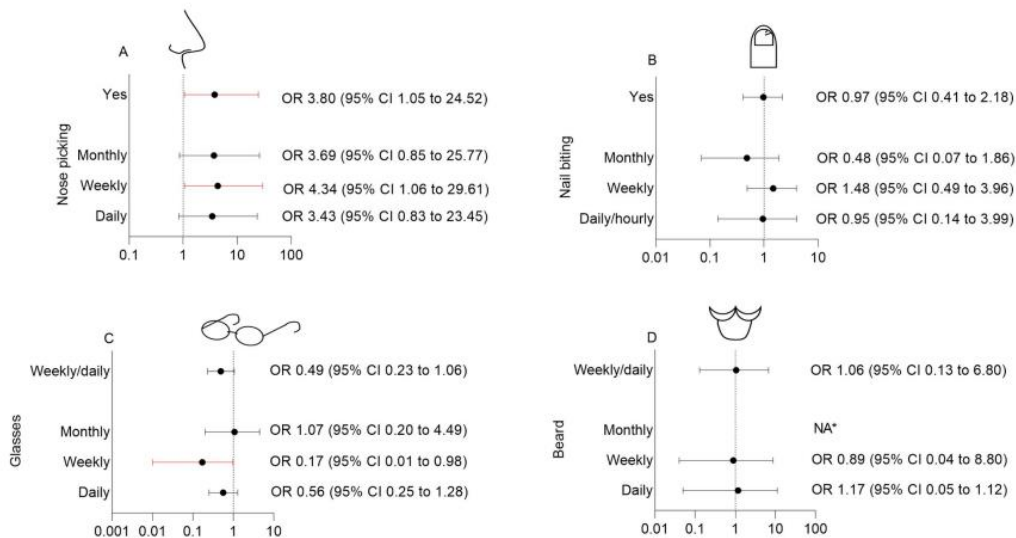 A
Nose picking
Yes OR 3.80 (95% CI 1.05 to 24.52)
Monthly OR 3.69 (95% CI 0.85 to 25.77)
Weekly OR 4.34 (95% CI 1.06 to 29.61)
Daily OR 3.43 (95% CI 0.83 to 23.45)
0.1 1 10 100
B
Nail biting
Yes OR 0.97 (95% CI 0.41 to 2.18)
Monthly OR 0.48 (95% CI 0.07 to 1.86)
Weekly OR 1.48 (95% CI 0.49 to 3.96)
Daily/hourly OR 0.95 (95% CI 0.14 to 3.99)
0.01 0.1 1 10
C
Glasses
Weekly/daily OR 0.49 (95% CI 0.23 to 1.06)
Monthly OR 1.07 (95% CI 0.20 to 4.49)
Weekly OR 0.17 (95% CI 0.01 to 0.98)
Daily OR 0.56 (95% CI 0.25 to 1.28)
0.001 0.01 0.1 1 10
D
Beard
Weekly/daily OR 1.06 (95% CI 0.13 to 6.80)
Monthly NA*
Weekly OR 0.89 (95% CI 0.04 to 8.80)
Daily OR 1.17 (95% CI 0.05 to 1.12)
0.01 0.1 1 10 100